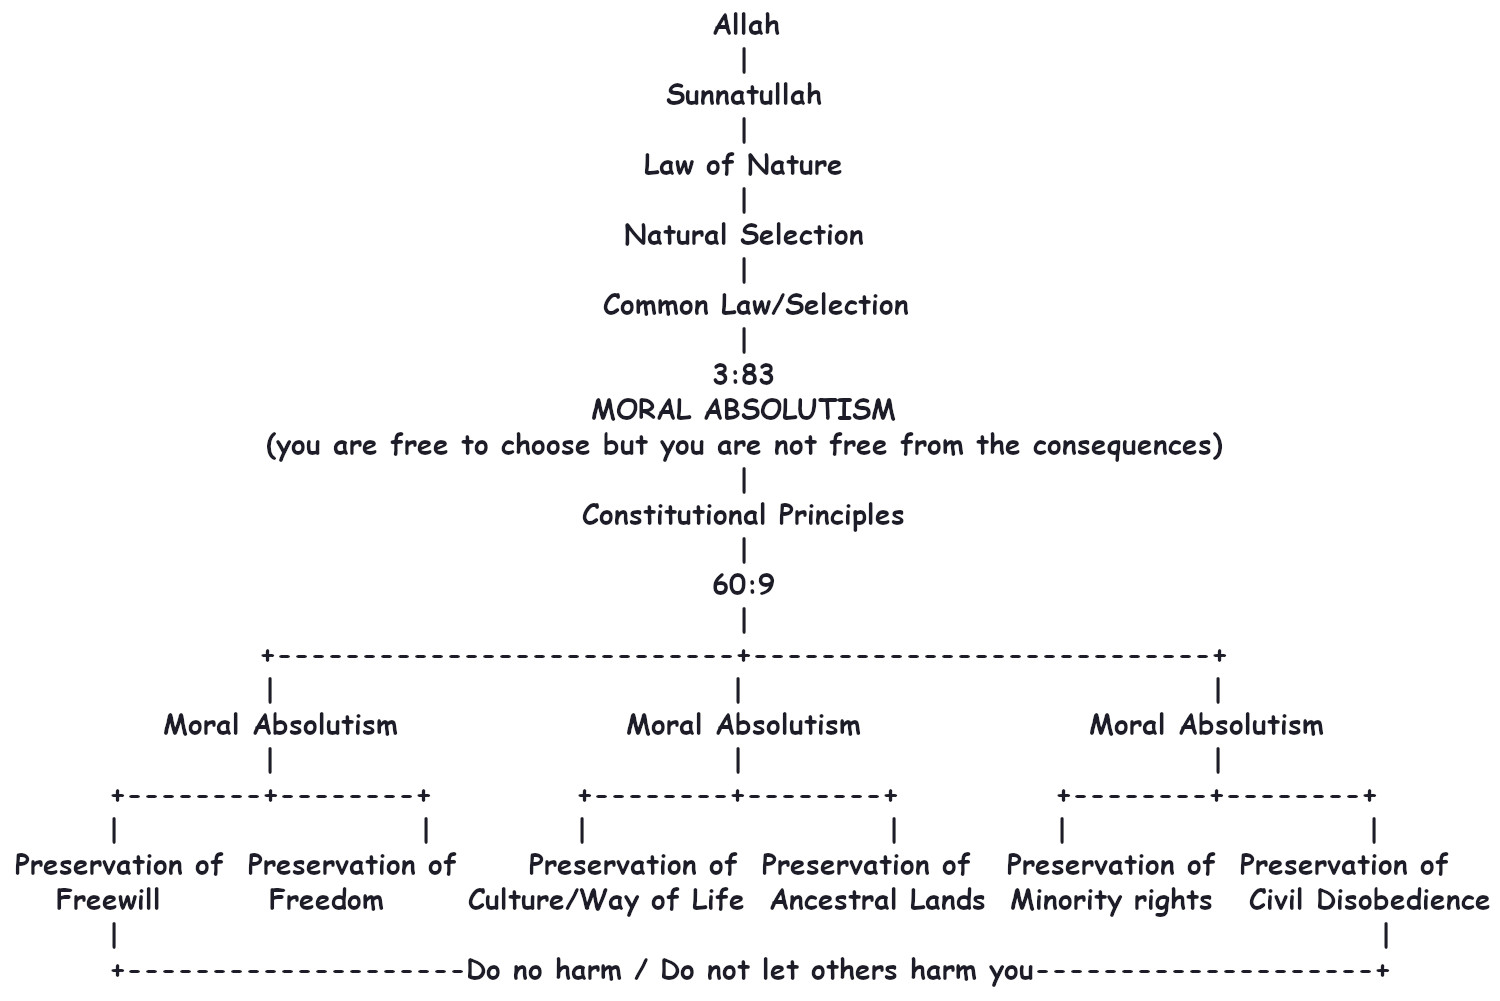 Allah
|
Sunnatullah
|
Law of Nature
|
Natural Selection
|
Common Law/Selection
|
3:83
MORAL ABSOLUTISM
(you are free to choose but you are not free from the consequences)
|
Constitutional Principles
|
60:9
|
+--------------------------+-------------------------+
| | |
Moral Absolutism Moral Absolutism Moral Absolutism
| | |
+--------+--------+ +--------+--------+ +--------+--------+
| | | | | |
Preservation of Preservation of Preservation of Preservation of Preservation of Preservation of
Freewill Freedom Culture/Way of Life Ancestral Lands Minority rights Civil Disobedience
| |
+------------------Do no harm / Do not let others harm you------------------+